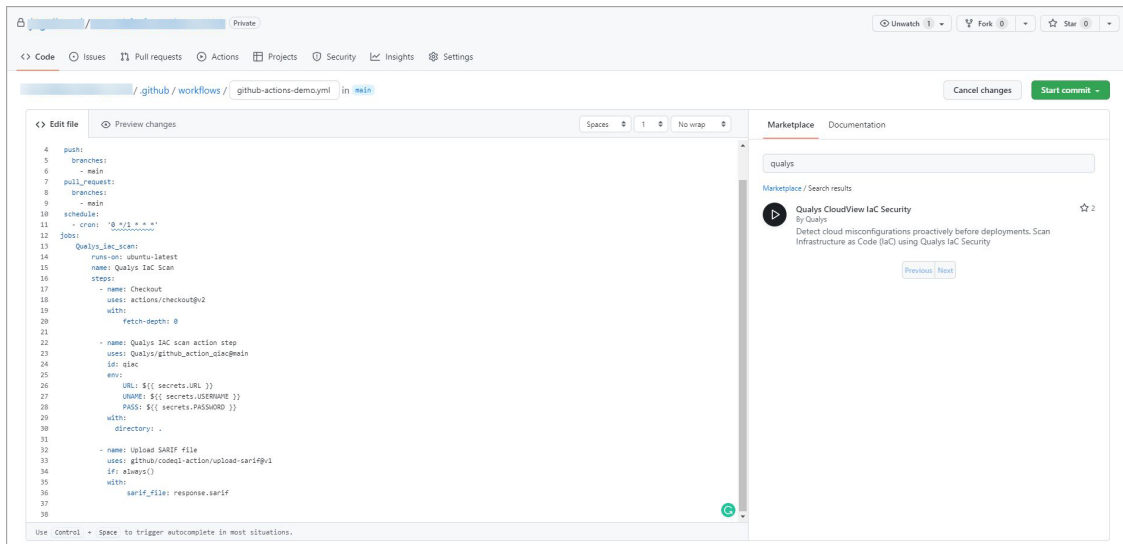 /
Private
Unwatch 1
Fork 0
Star 0
<> Code
Issues
Pull requests
Actions
Projects
Security
Insights
Settings
/ .github / workflows / github-actions-demo.yml in main
Cancel changes
Start commit
<> Edit file
Preview changes
Spaces
1
No wrap
4 push:
5 branches:
6 - main
7 pull_request:
8 branches:
9 - main
10 schedule:
11 - cron: '0 */1 * * *'
12 jobs:
13 Qualys_iac_scan:
14 runs-on: ubuntu-latest
15 name: Qualys IaC Scan
16 steps:
17 - name: Checkout
18 uses: actions/checkout@v2
19 with:
20 fetch-depth: 0
21
22 - name: Qualys IAC scan action step
23 uses: Qualys/github_action_qiac@main
24 id: qiac
25 env:
26 URL: ${{ secrets.URL }}
27 UNAME: ${{ secrets.USERNAME }}
28 PASS: ${{ secrets.PASSWORD }}
29 with:
30 directory: .
31
32 - name: Upload SARIF file
33 uses: github/codeql-action/upload-sarif@v1
34 if: always()
35 with:
36 sarif_file: response.sarif
37
38
Use Control + Space to trigger autocomplete in most situations.
Marketplace
Documentation
qualys
Marketplace / Search results
Qualys CloudView IaC Security
2
By Qualys
Detect cloud misconfigurations proactively before deployments. Scan
Infrastructure as Code (IaC) using Qualys IaC Security
Previous Next